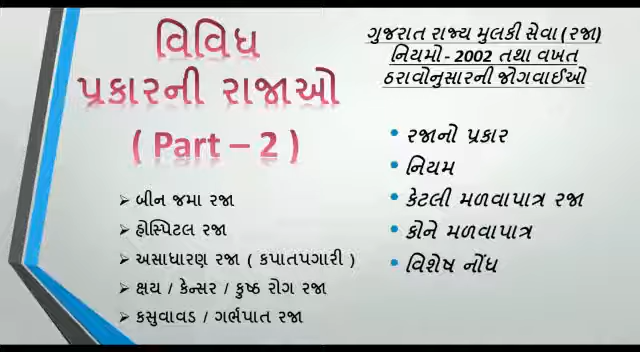 વિવિધ
પ્રકારની રાજાઓ
( Part – 2 )
➢ બીન જમા રજા
➢ હોસ્પિટલ રજા
➢ અસાધારણ રજા ( કપાતપગારી )
➢ ક્ષય / કેન્સર / કુષ્ઠ રોગ રજા
➢ કસુવાવડ / ગર્ભપાત રજા
ગુજરાત રાજ્ય મુલકી સેવા (રજા)
નિયમો - 2002 તથા વખત
ઠરાવોનુસારની જોગવાઈઓ
• રજાનો પ્રકાર
• નિયમ
• કેટલી મળવાપાત્ર રજા
• કોને મળવાપાત્ર
• વિશેષ નોંધ